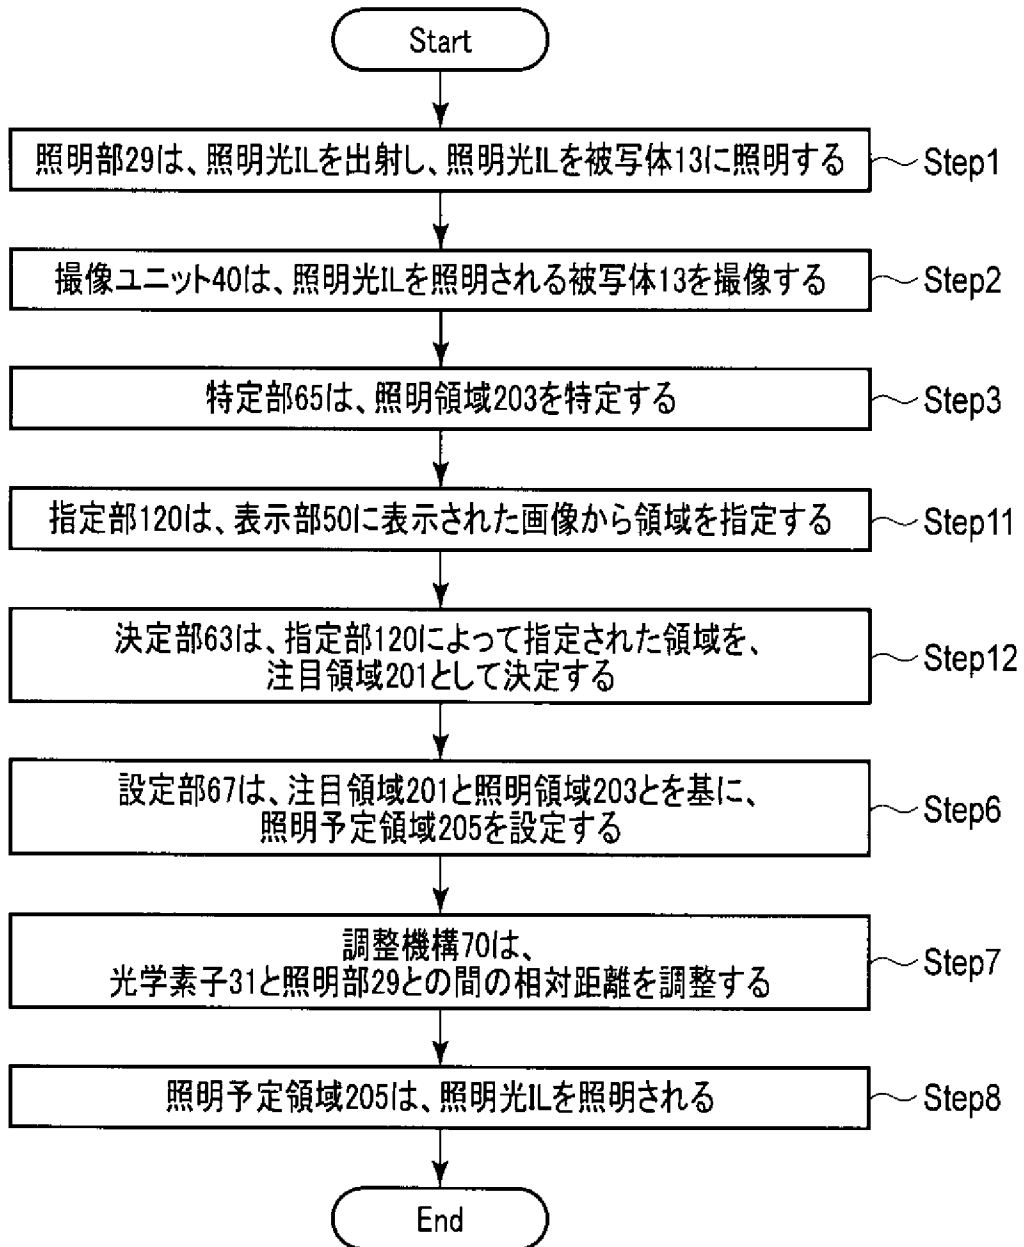 Start
照明部29は、照明光ILを出射し、照明光ILを被写体13に照明する
Step1
撮像ユニット40は、照明光ILを照明される被写体13を撮像する
Step2
特定部65は、照明領域203を特定する
Step3
指定部120は、表示部50に表示された画像から領域を指定する
Step11
決定部63は、指定部120によって指定された領域を、
注目領域201として決定する
Step12
設定部67は、注目領域201と照明領域203とを基に、
照明予定領域205を設定する
Step6
調整機構70は、
光学素子31と照明部29との間の相対距離を調整する
Step7
照明予定領域205は、照明光ILを照明される
Step8
End